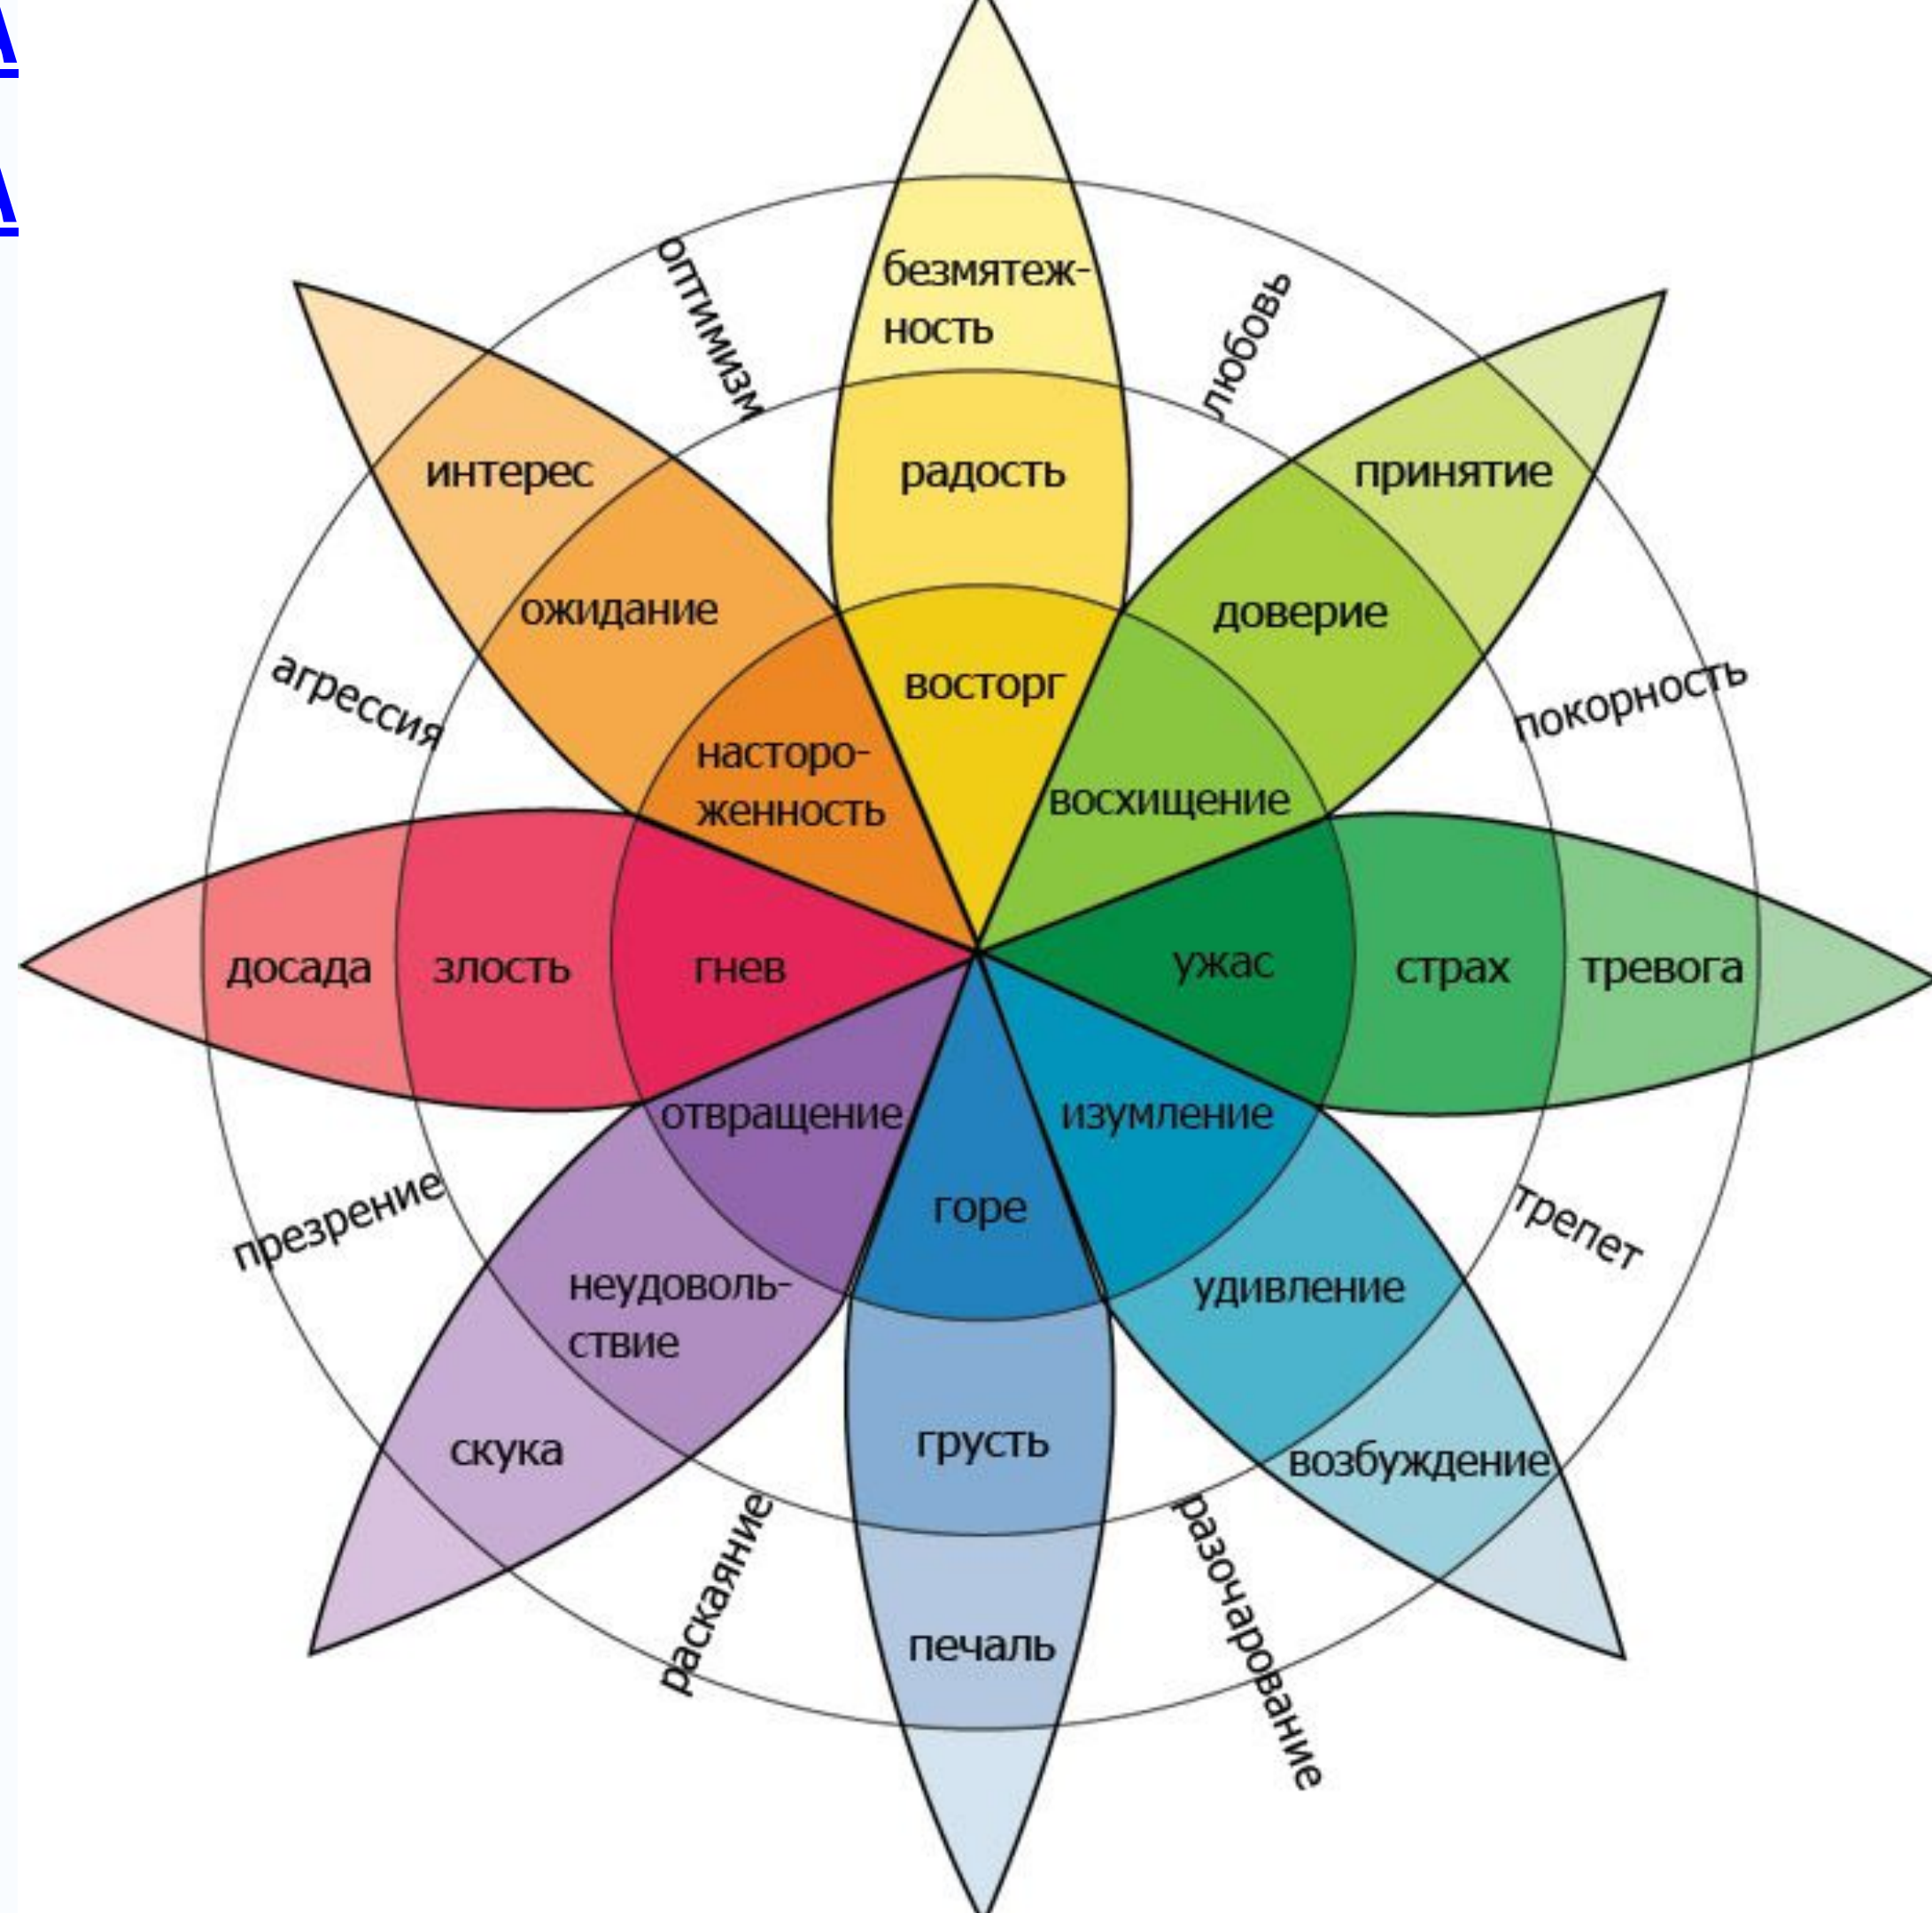 А
А
оптимизм
безмятеж-
ность
любовь
интерес
радость
принятие
ожидание
доверие
агрессия
восторг
покорность
насторо-
женность
восхищение
досада
злость
гнев
ужас
страх
тревога
отвращение
изумление
презрение
горе
трепет
неудоволь-
ствие
удивление
скука
грусть
возбуждение
раскаяние
разочарование
печаль